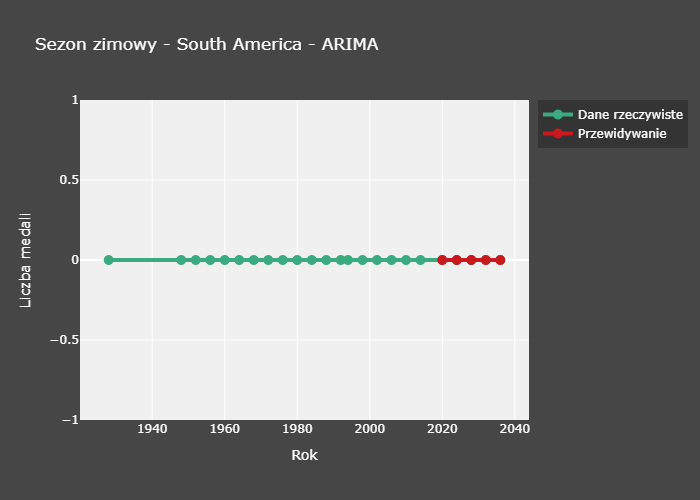 Sezon zimowy - South America - ARIMA
Dane rzeczywiste
Przewidywanie
Liczba medali
1
0.5
0
−0.5
−1
1940
1960
1980
2000
2020
2040
Rok